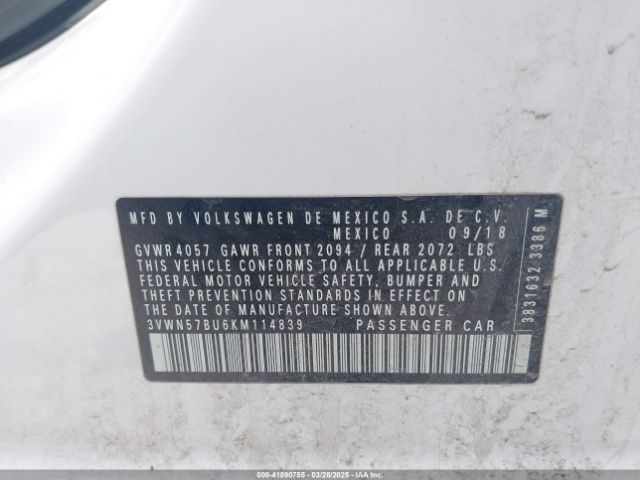 MFD BY VOLKSWAGEN DE MEXICO S.A. DE C.V.
MEXICO 09/18
GVWR 4057 GAWR FRONT 2094 / REAR 2072 LBS
THIS VEHICLE CONFORMS TO ALL APPLICABLE U.S.
FEDERAL MOTOR VEHICLE SAFETY, BUMPER AND
THEFT PREVENTION STANDARDS IN EFFECT ON
THE DATE OF MANUFACTURE SHOWN ABOVE.
3VWN57BU6KM114839 PASSENGER CAR
3831632 3386 M
000-41890755 — 03/28/2025 — IAA Inc.